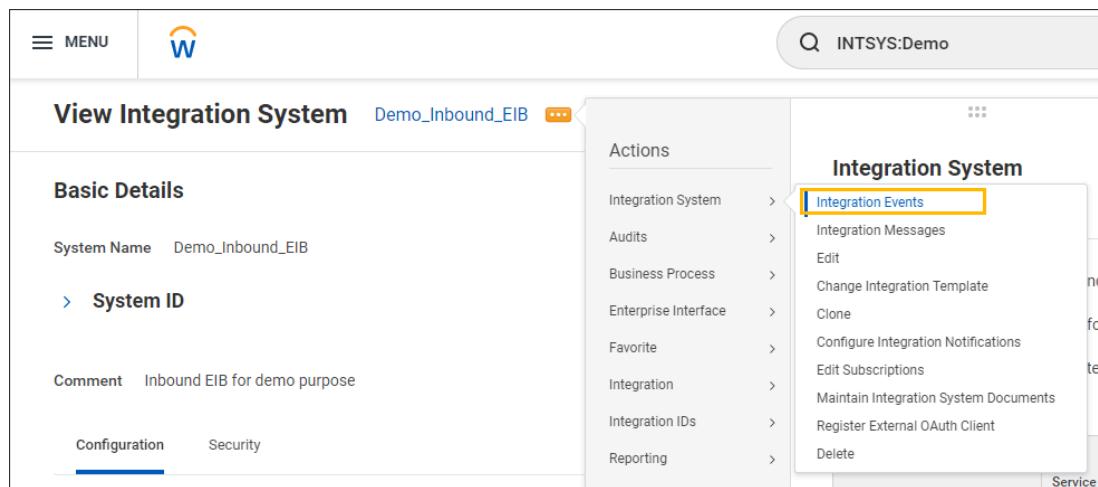 MENU
INTSYS:Demo
View Integration System Demo_Inbound_EIB
Actions
Integration System
Basic Details
Integration System
Integration Events
Integration Messages
Audits
System Name Demo_Inbound_EIB
Edit
Business Process
Change Integration Template
System ID
Enterprise Interface
Clone
Configure Integration Notifications
Favorite
Edit Subscriptions
Comment Inbound EIB for demo purpose
Integration
Maintain Integration System Documents
Integration IDs
Register External OAuth Client
Configuration Security
Reporting
Delete
Service